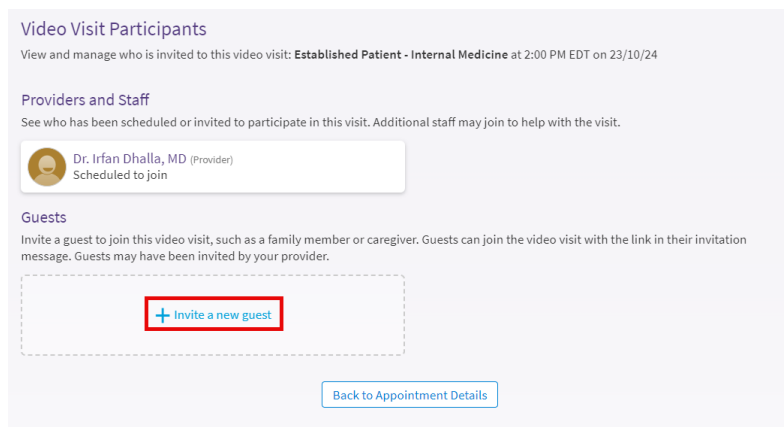 Video Visit Participants
View and manage who is invited to this video visit: Established Patient - Internal Medicine at 2:00 PM EDT on 23/10/24
Providers and Staff
See who has been scheduled or invited to participate in this visit. Additional staff may join to help with the visit.
Dr. Irfan Dhalla, MD (Provider)
Scheduled to join
Guests
Invite a guest to join this video visit, such as a family member or caregiver. Guests can join the video visit with the link in their invitation
message. Guests may have been invited by your provider.
+ Invite a new guest
Back to Appointment Details